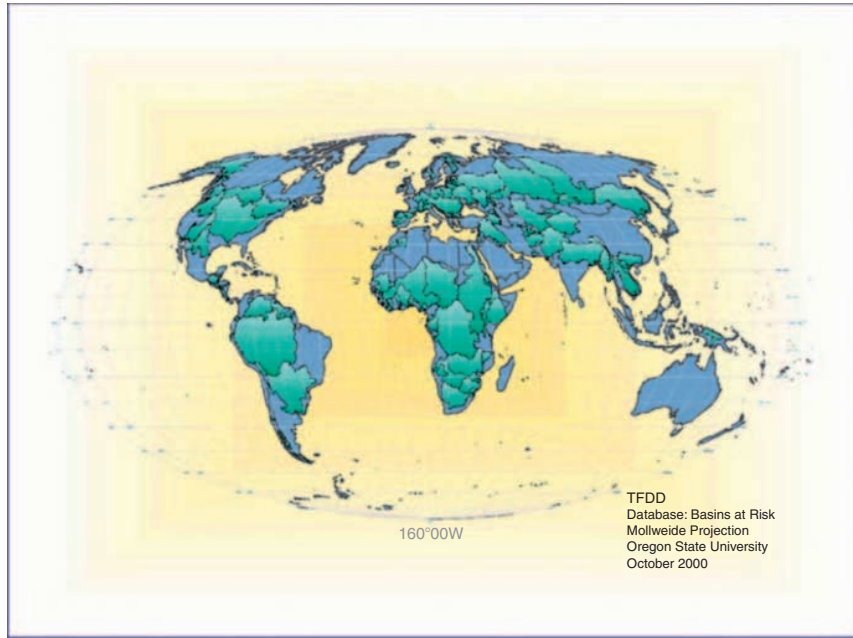 160°00W
TFDD
Database: Basins at Risk
Mollweide Projection
Oregon State University
October 2000